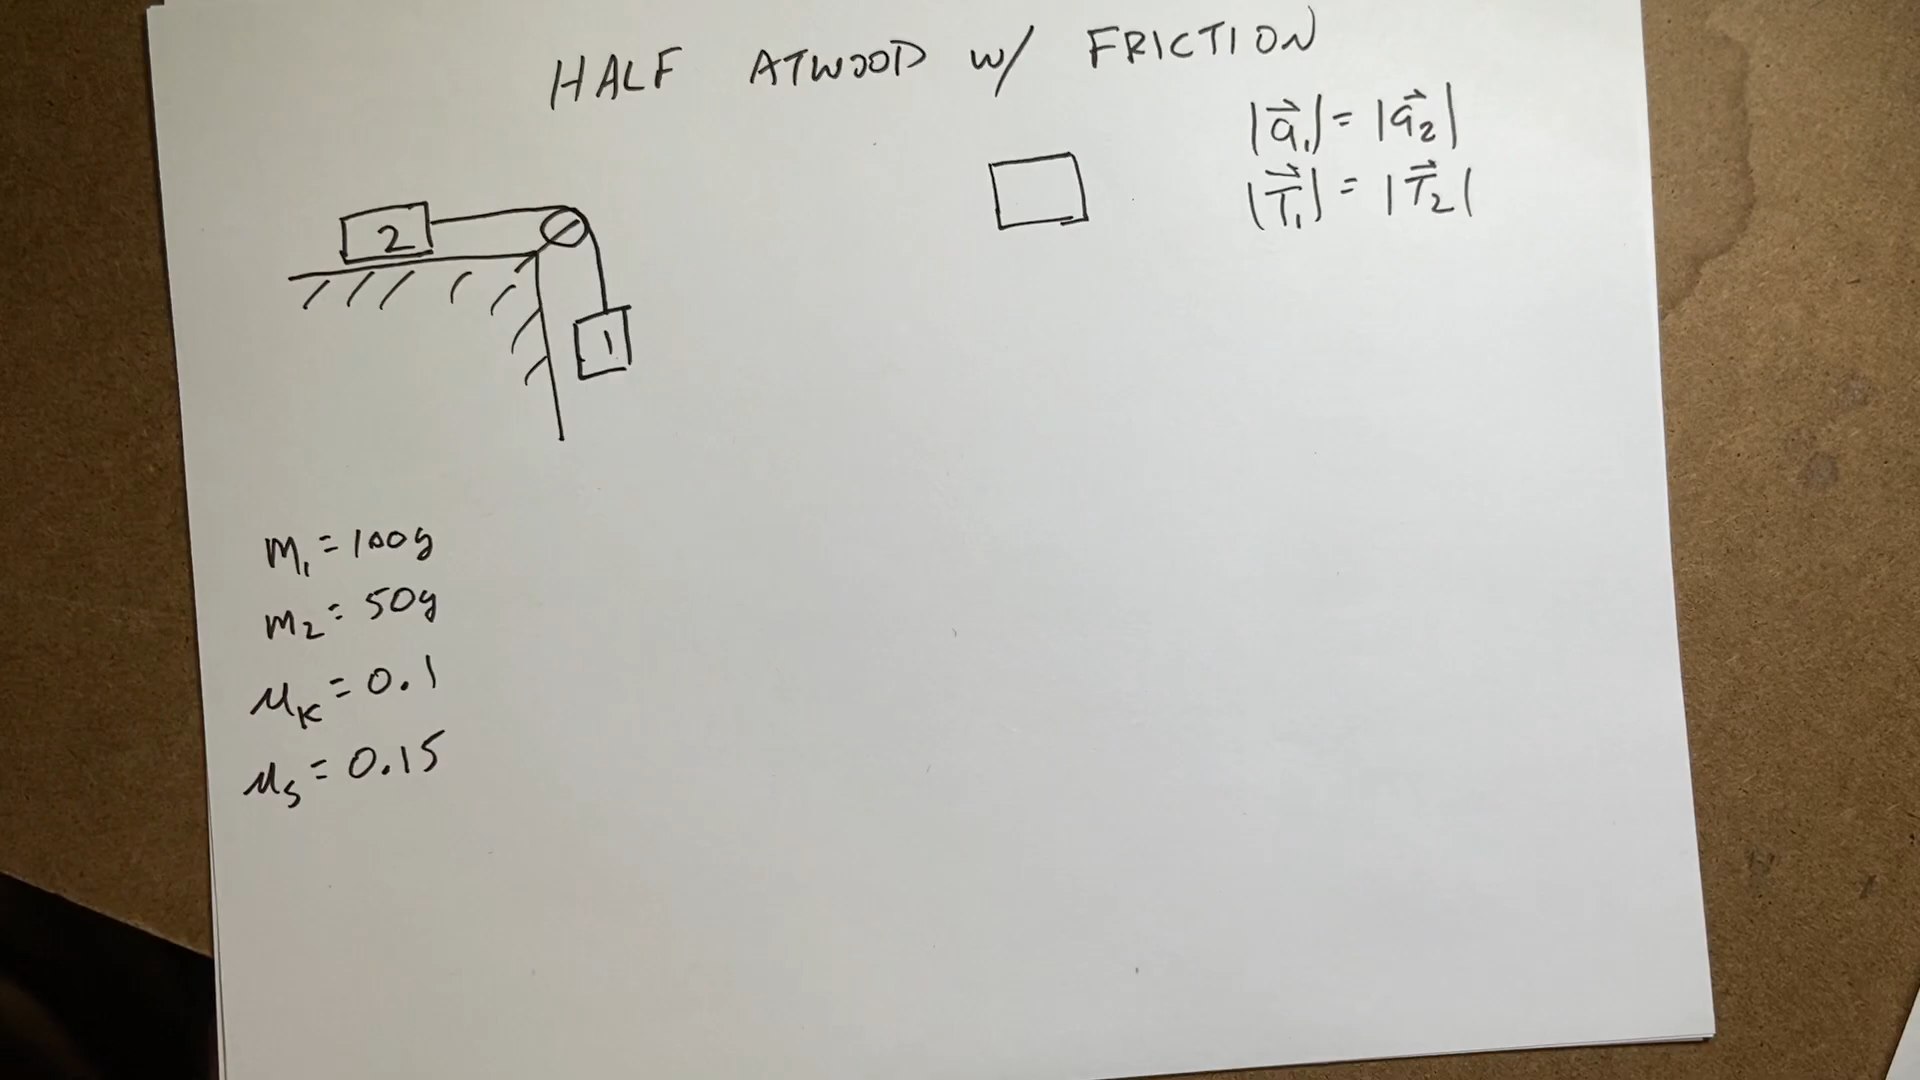 HALF ATWOOD w/ FRICTION
|a⃗₁| = |a⃗₂|
|T⃗₁| = |T⃗₂|
2
1
m₁ = 100g
m₂ = 50g
μₖ = 0.1
μₛ = 0.15